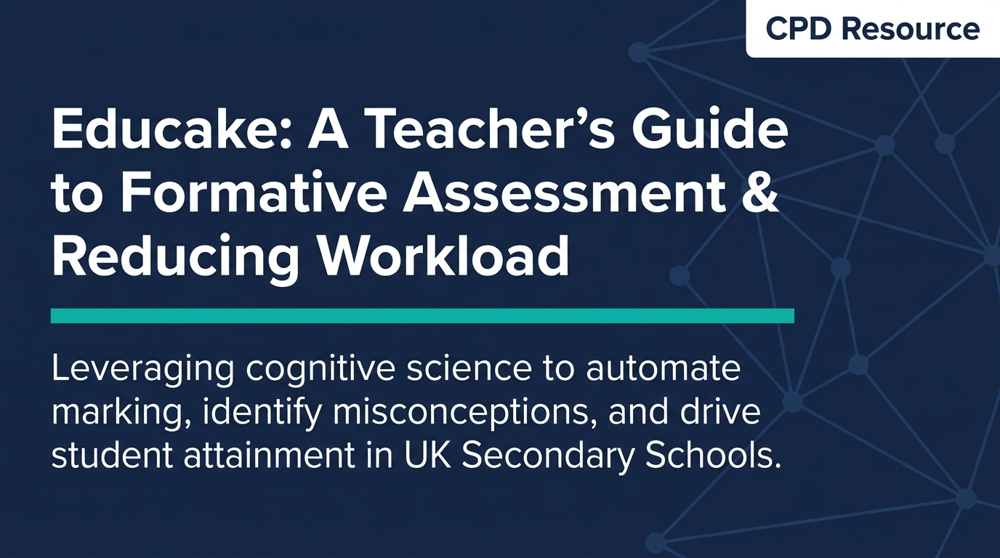 CPD Resource
Educake: A Teacher’s Guide
to Formative Assessment &
Reducing Workload
Leveraging cognitive science to automate
marking, identify misconceptions, and drive
student attainment in UK Secondary Schools.